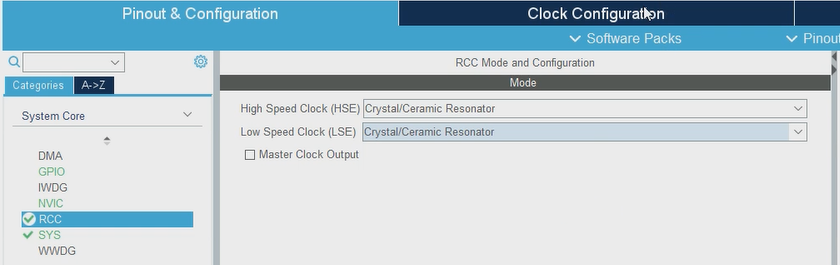 Pinout & Configuration
Clock Configuration
Software Packs
Pinout
RCC Mode and Configuration
Mode
Categories
A->Z
System Core
DMA
GPIO
IWDG
NVIC
RCC
SYS
WWDG
High Speed Clock (HSE) Crystal/Ceramic Resonator
Low Speed Clock (LSE) Crystal/Ceramic Resonator
Master Clock Output